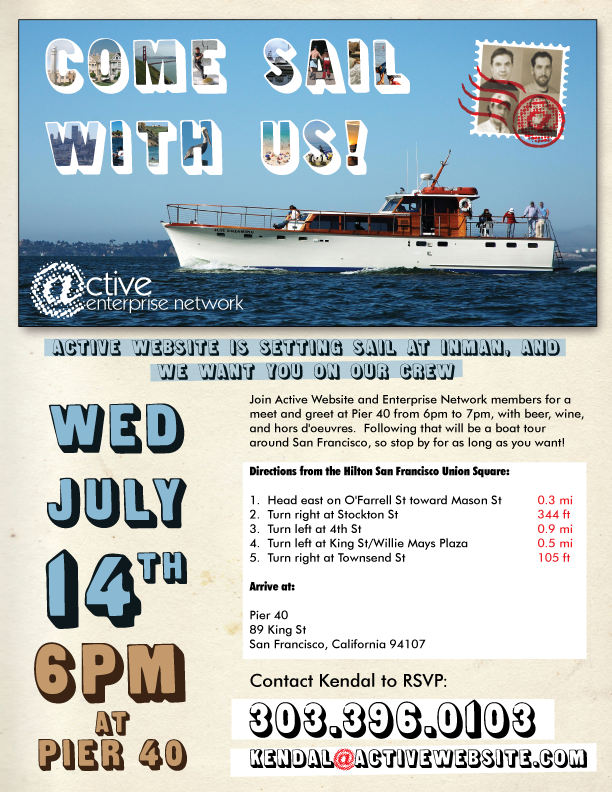 COME SAIL
WITH US!
@ctive
enterprise network
ACTIVE WEBSITE IS SETTING SAIL AT INMAN, AND
WE WANT YOU ON OUR CREW
WED
JULY
14TH
6PM
AT
PIER 40
Join Active Website and Enterprise Network members for a
meet and greet at Pier 40 from 6pm to 7pm, with beer, wine,
and hors d'oeuvres. Following that will be a boat tour
around San Francisco, so stop by for as long as you want!
Directions from the Hilton San Francisco Union Square:
1. Head east on O'Farrell St toward Mason St 0.3 mi
2. Turn right at Stockton St 344 ft
3. Turn left at 4th St 0.9 mi
4. Turn left at King St/Willie Mays Plaza 0.5 mi
5. Turn right at Townsend St 105 ft
Arrive at:
Pier 40
89 King St
San Francisco, California 94107
Contact Kendal to RSVP:
303.396.0103
KENDAL@ACTIVEWEBSITE.COM